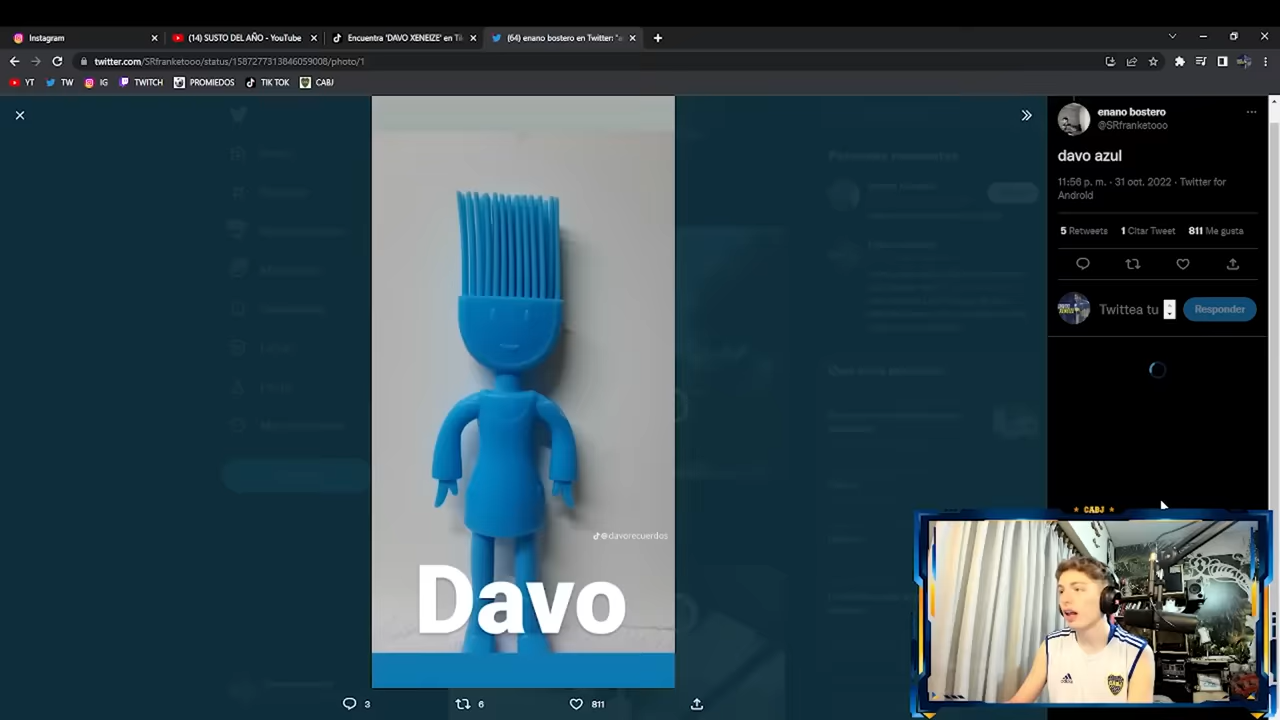 Instagram
(14) SUSTO DEL AÑO - YouTube
Encuentra 'DAVO XENEIZE' en Ti
(64) enano bostero en Twitter: "
twitter.com/SRfranketooo/status/1587277313846059008/photo/1
YT
TW
IG
TWITCH
PROMIEDOS
TIK TOK
CABJ
enano bostero
@SRfranketooo
davo azul
11:56 p. m. · 31 oct. 2022 · Twitter for
Android
5 Retweets 1 Citar Tweet 811 Me gusta
Twittea tu
Responder
@davorecuerdos
Davo
3
6
811
★ CABJ ★